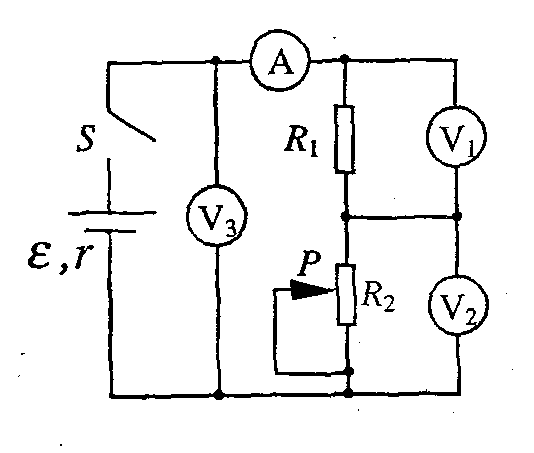 A
S
R₁
V₁
V₃
P
ε,r
R₂
V₂